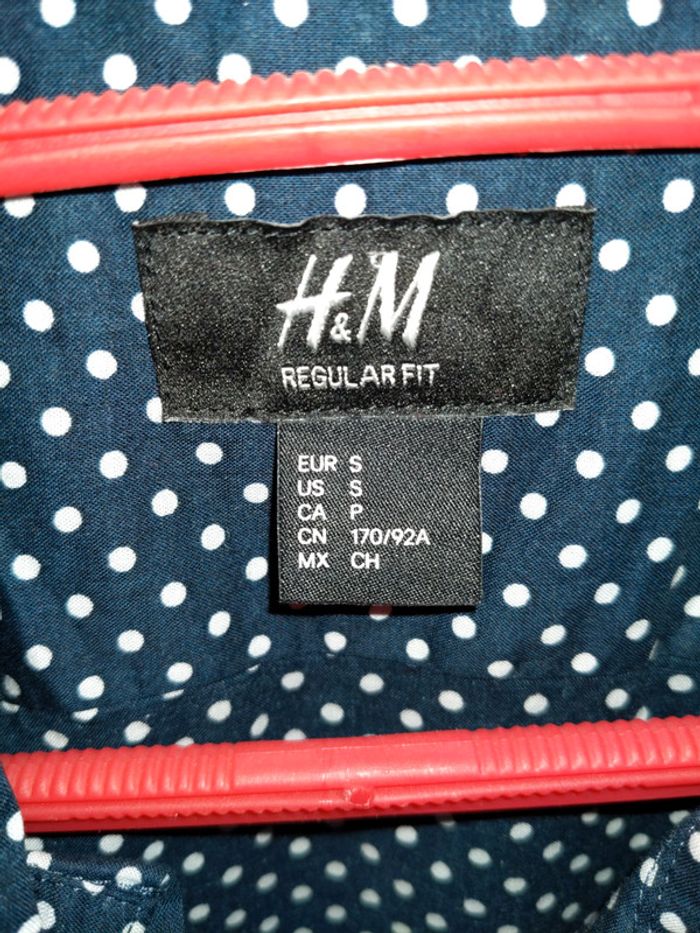 H&M
REGULAR FIT
EUR S
US S
CA P
CN 170/92A
MX CH